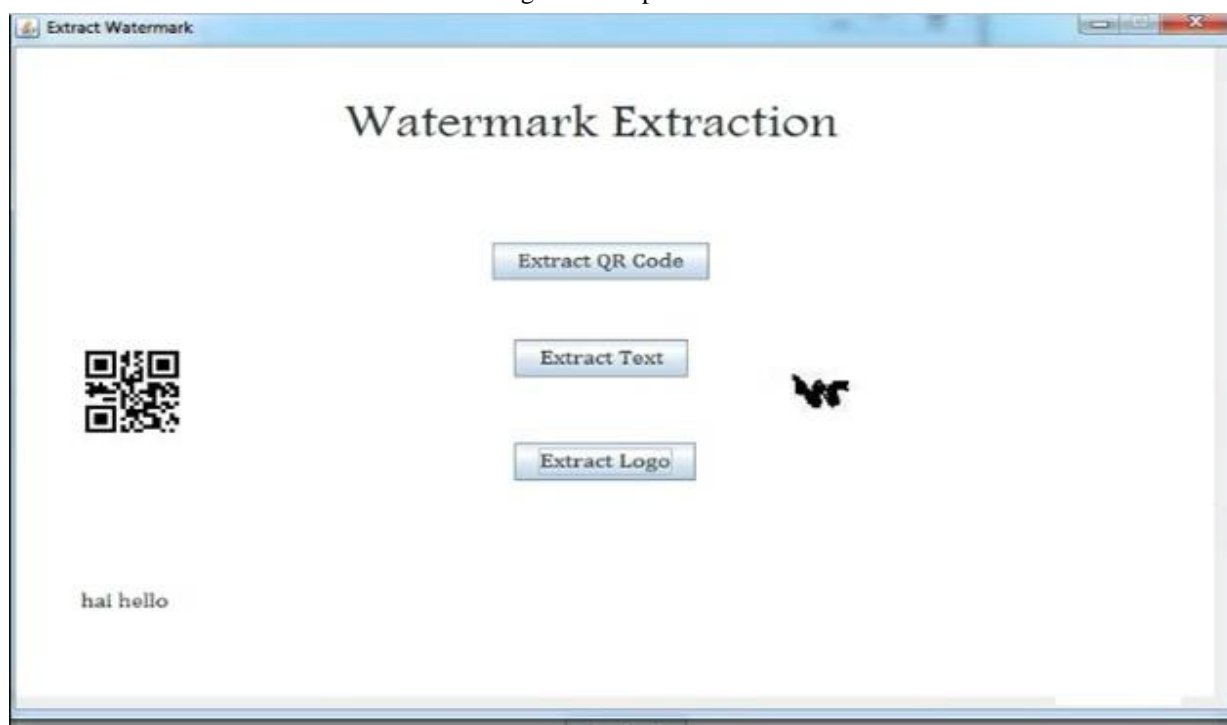 Extract Watermark
Watermark Extraction
Extract QR Code
Extract Text
Extract Logo
hai hello